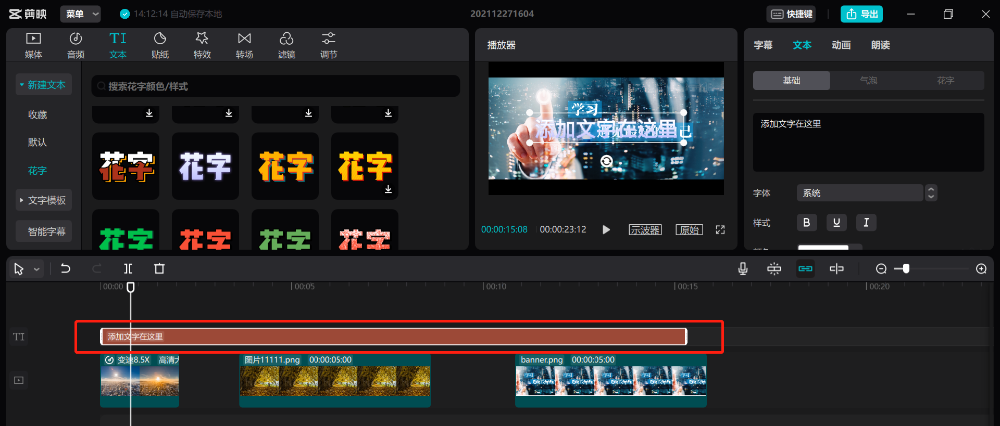 剪映
菜单
14:12:14 自动保存本地
202112271604
快捷键
导出
媒体
音频
TI
文本
贴纸
特效
转场
滤镜
调节
新建文本
收藏
默认
花字
文字模板
智能字幕
搜索花字颜色/样式
花字
花字
花字
花字
花字
花字
花字
花字
播放器
学习
添加文字在这里
00:00:15:08
00:00:23:12
示波器
原始
字幕
文本
动画
朗读
基础
气泡
花字
添加文字在这里
字体
系统
样式
B
U
I
00:00
00:05
00:10
00:15
00:20
TI
添加文字在这里
变速8.5X
高清
图片11111.png
00:00:05:00
banner.png
00:00:05:00